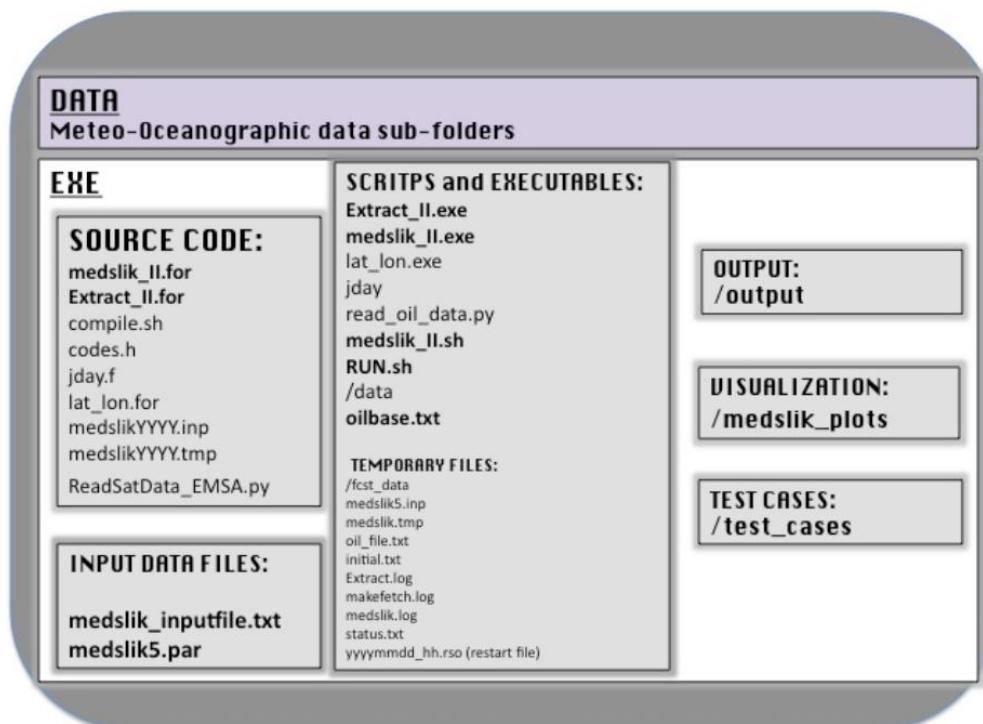 DATA
Meteo-Oceanographic data sub-folders
EXE
SOURCE CODE:
medslik_II.for
Extract_II.for
compile.sh
codes.h
jday.f
lat_lon.for
medslikYYYY.inp
medslikYYYY.tmp
ReadSatData_EMSA.py
INPUT DATA FILES:
medslik_inputfile.txt
medslik5.par
SCRITPS and EXECUTABLES:
Extract_II.exe
medslik_II.exe
lat_lon.exe
jday
read_oil_data.py
medslik_II.sh
RUN.sh
/data
oilbase.txt
TEMPORARY FILES:
/fcst_data
medslik5.inp
medslik.tmp
oil_file.txt
initial.txt
Extract.log
makefetch.log
medslik.log
status.txt
yyyymmdd_hh.rso (restart file)
OUTPUT:
/output
VISUALIZATION:
/medslik_plots
TEST CASES:
/test_cases